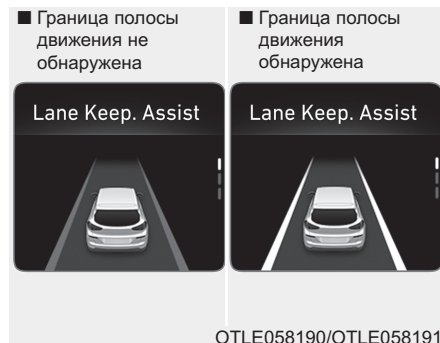 ■ Граница полосы
движения не
обнаружена
■ Граница полосы
движения
обнаружена
Lane Keep. Assist
Lane Keep. Assist
OTLE058190/OTLE058191